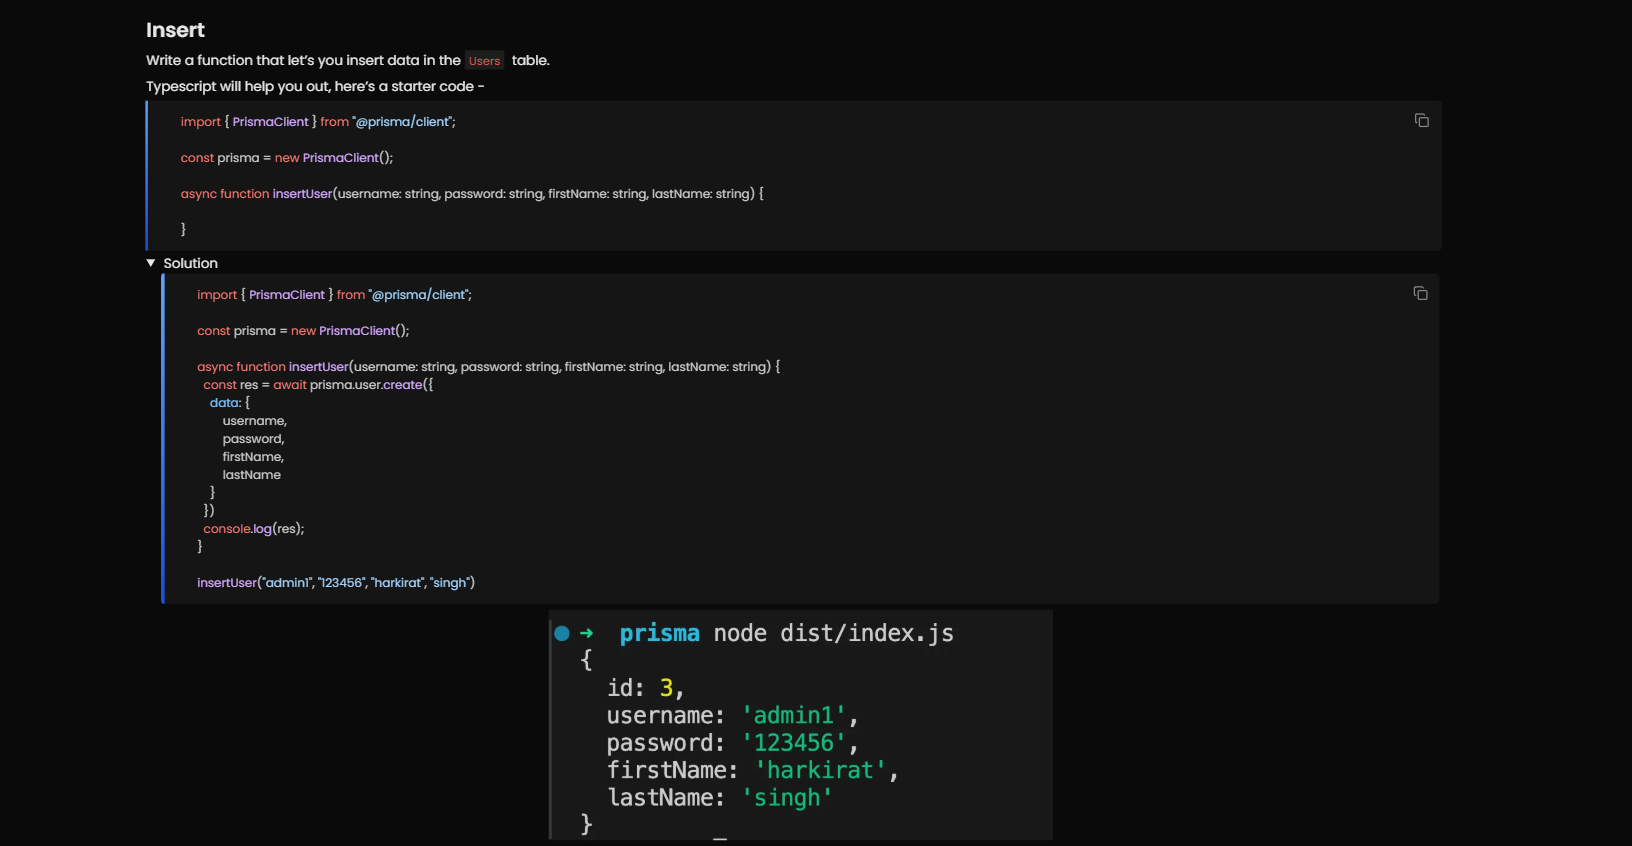 Insert
Write a function that let's you insert data in the Users table.
Typescript will help you out, here's a starter code -
import { PrismaClient } from "@prisma/client";
const prisma = new PrismaClient();
async function insertUser(username: string, password: string, firstName: string, lastName: string) {
}
▼ Solution
import { PrismaClient } from "@prisma/client";
const prisma = new PrismaClient();
async function insertUser(username: string, password: string, firstName: string, lastName: string) {
const res = await prisma.user.create({
data: {
username,
password,
firstName,
lastName
}
})
console.log(res);
}
insertUser("admin1", "123456", "harkirat", "singh")
→ prisma node dist/index.js
{
id: 3,
username: 'admin1',
password: '123456',
firstName: 'harkirat',
lastName: 'singh'
}